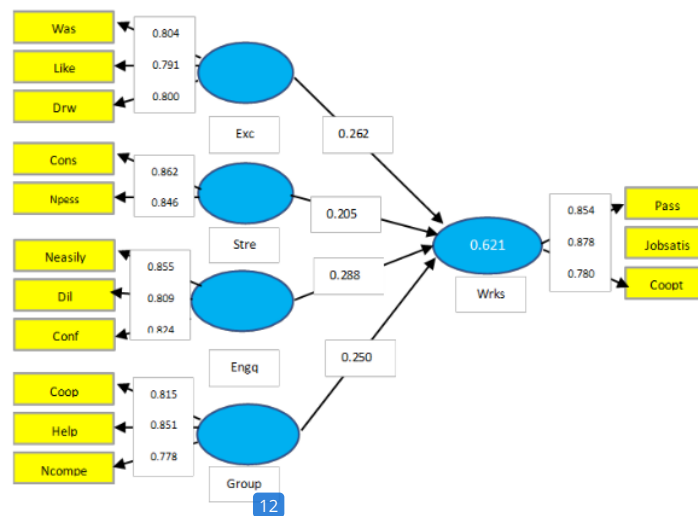 Was
0.804
Like
0.791
Drw
0.800
Exc
0.262
Cons
0.862
Npess
0.846
Stre
0.205
Neasily
0.855
Dil
0.809
Conf
0.824
Engq
0.288
Coop
0.815
Help
0.851
Ncompe
0.778
Group
0.250
12
0.621
Wrks
0.854
Pass
0.878
Jobsatis
0.780
Coopt